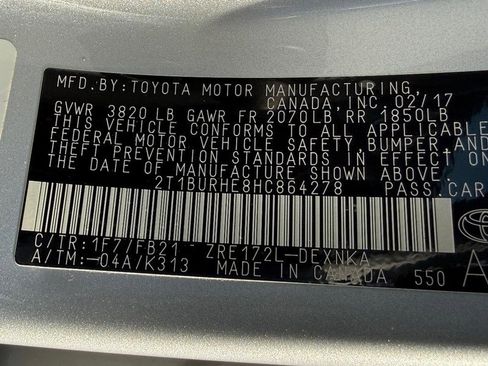 MFD. BY: TOYOTA MOTOR MANUFACTURING,
CANADA, INC. 02/17
GVWR 3820 LB GAWR FR 2070LB, RR 1850LB
THIS VEHICLE CONFORMS TO ALL APPLICABLE
FEDERAL MOTOR VEHICLE SAFETY, BUMPER, AND
THEFT PREVENTION STANDARDS IN EFFECT ON
THE DATE OF MANUFACTURE SHOWN ABOVE.
2T1BURHE8HC864278 PASS. CAR
C/TR: 1F7/FB21 ZRE172L-DEXNKA
A/TM: -04A/K313 MADE IN CANADA 550